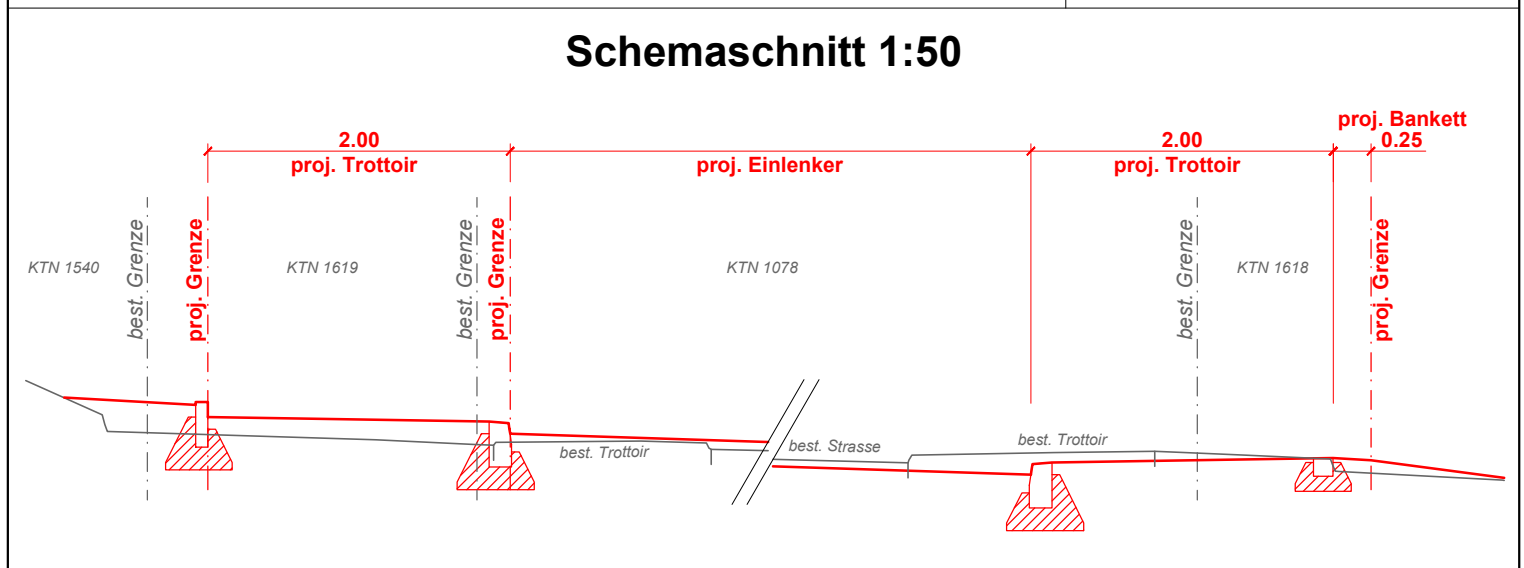 Schemaschnitt 1:50
proj. Bankett
2.00
2.00
0.25
proj. Trottoir
proj. Einlenker
proj. Trottoir
KTN 1540
best. Grenze
proj. Grenze
KTN 1619
best. Grenze
proj. Grenze
KTN 1078
best. Grenze
KTN 1618
proj. Grenze
best. Trottoir
best. Strasse
best. Trottoir